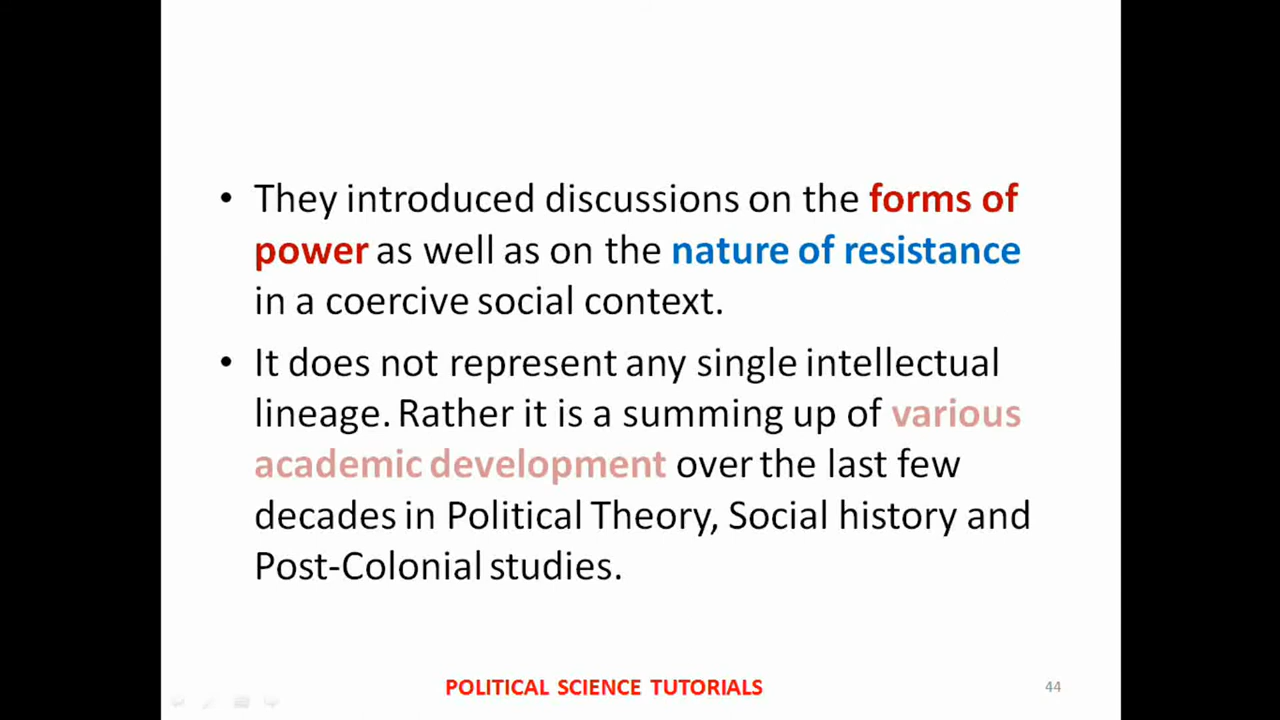 • They introduced discussions on the forms of
power as well as on the nature of resistance
in a coercive social context.
• It does not represent any single intellectual
lineage. Rather it is a summing up of various
academic development over the last few
decades in Political Theory, Social history and
Post-Colonial studies.
POLITICAL SCIENCE TUTORIALS
44